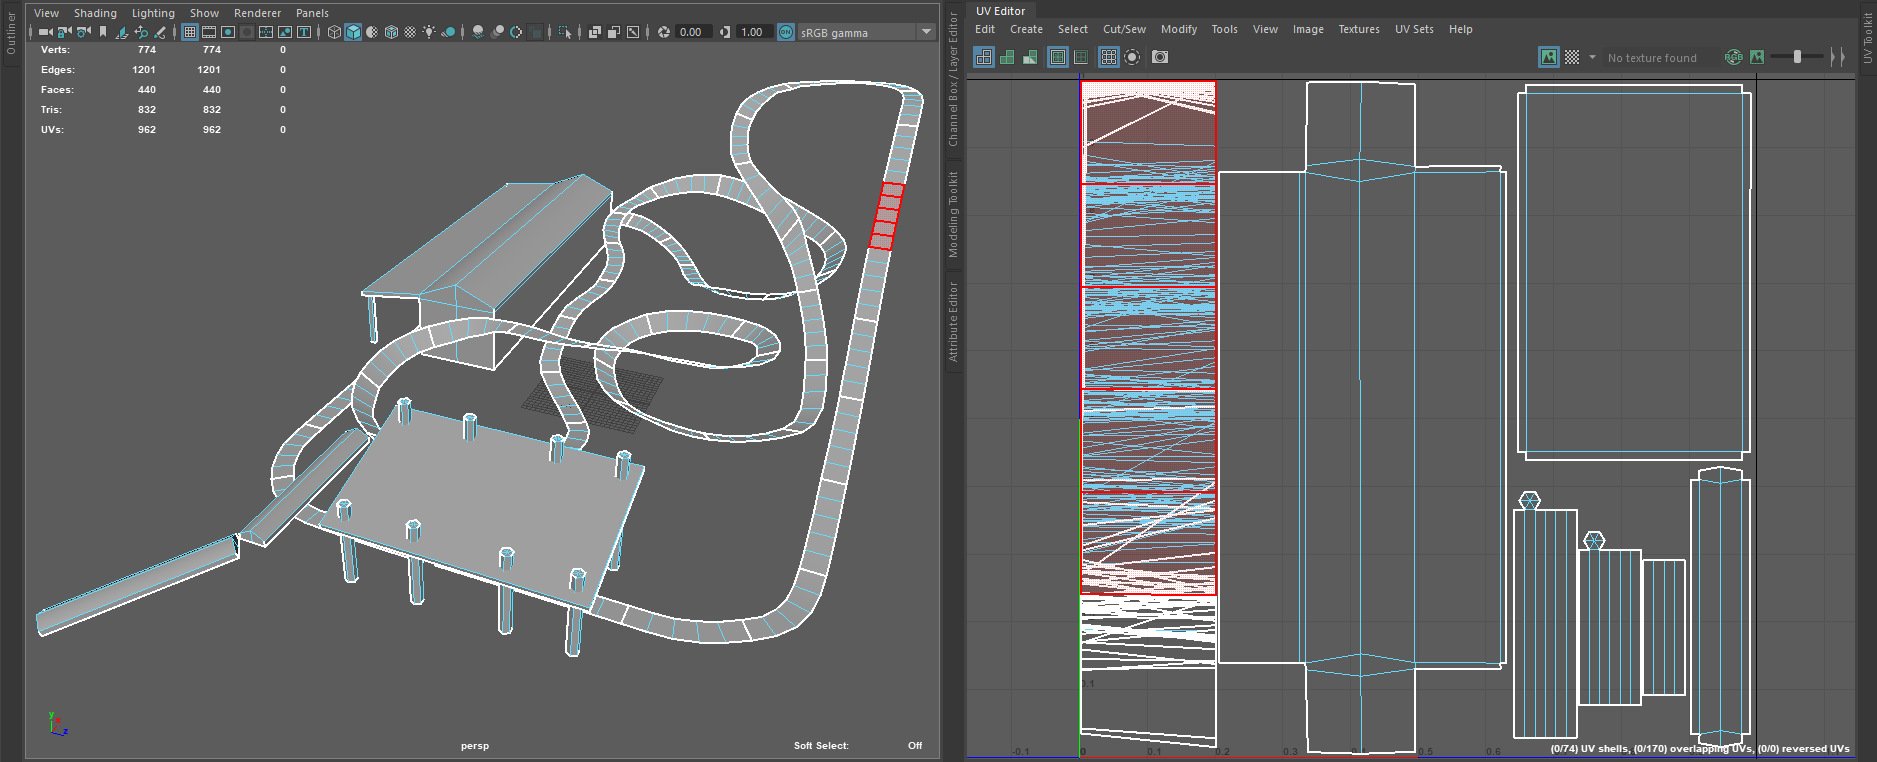 Outliner
View Shading Lighting Show Renderer Panels
0.00 1.00 ON sRGB gamma
Verts: 774 774 0
Edges: 1201 1201 0
Faces: 440 440 0
Tris: 832 832 0
UVs: 962 962 0
y
x
z
persp
Soft Select: Off
Channel Box / Layer Editor
Modeling Toolkit
Attribute Editor
UV Editor
Edit Create Select Cut/Sew Modify Tools View Image Textures UV Sets Help
No texture found
RGB
UV Toolkit
0.1
-0.1 0 0.1 0.2 0.3 0.4 0.5 0.6
(0/74) UV shells, (0/170) overlapping UVs, (0/0) reversed UVs